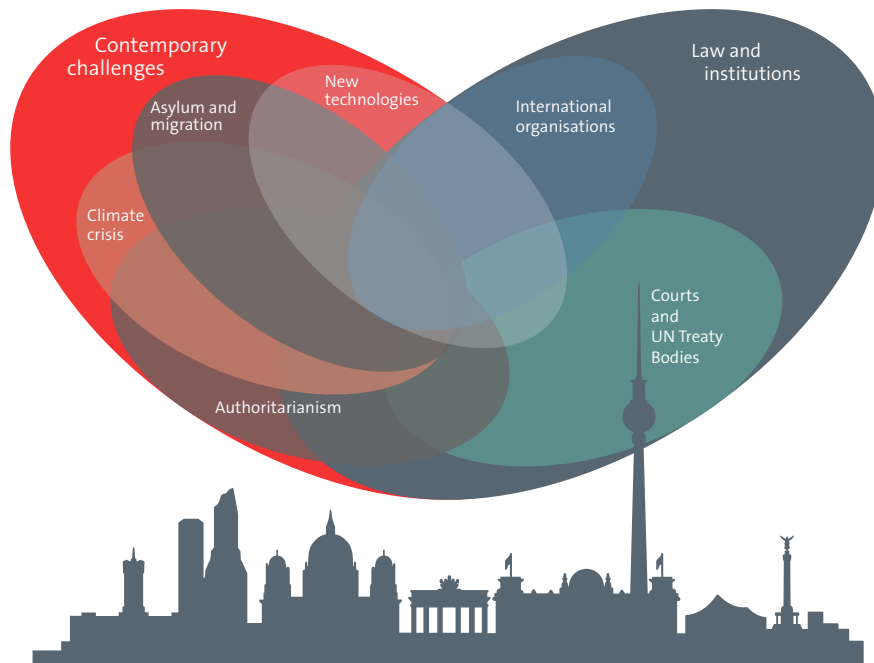 Contemporary
challenges
Law and
institutions
New
technologies
Asylum and
migration
International
organisations
Climate
crisis
Courts
and
UN Treaty
Bodies
Authoritarianism